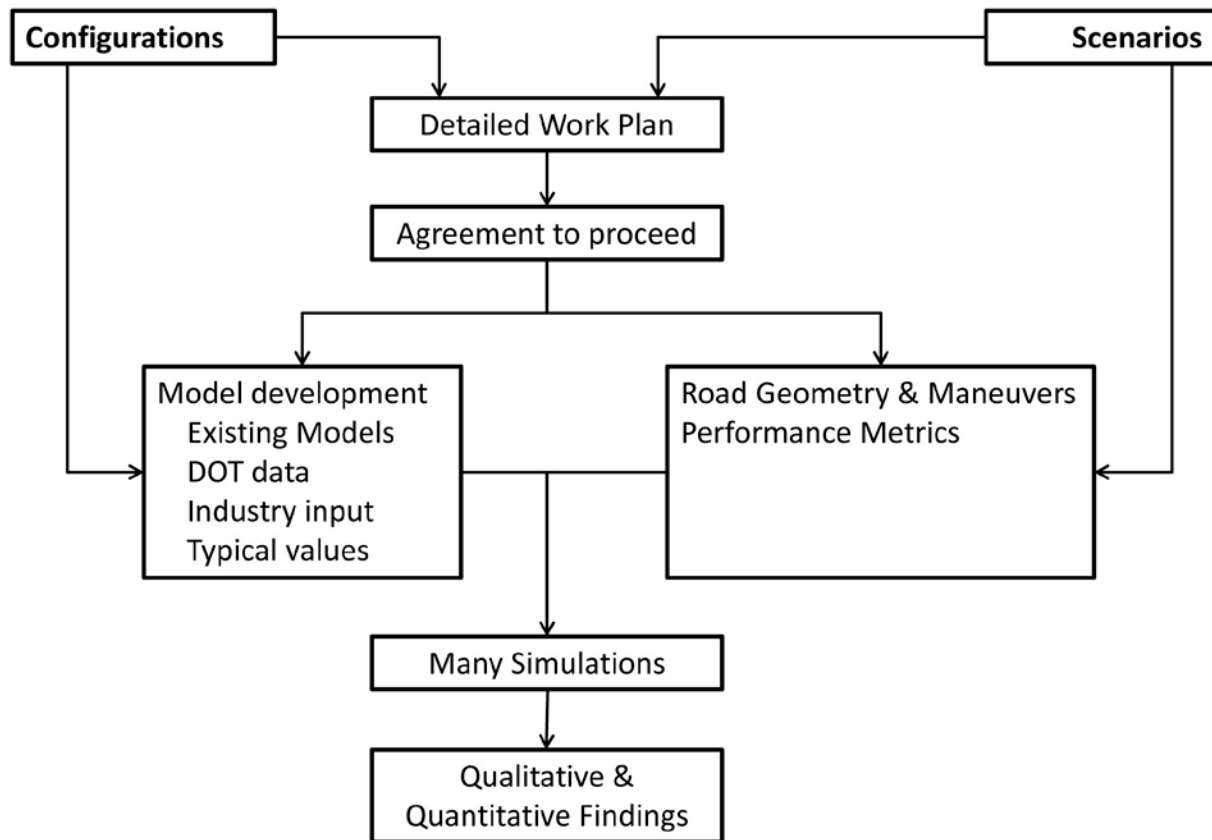 Configurations
Scenarios
Detailed Work Plan
Agreement to proceed
Model development
Existing Models
DOT data
Industry input
Typical values
Road Geometry & Maneuvers
Performance Metrics
Many Simulations
Qualitative &
Quantitative Findings